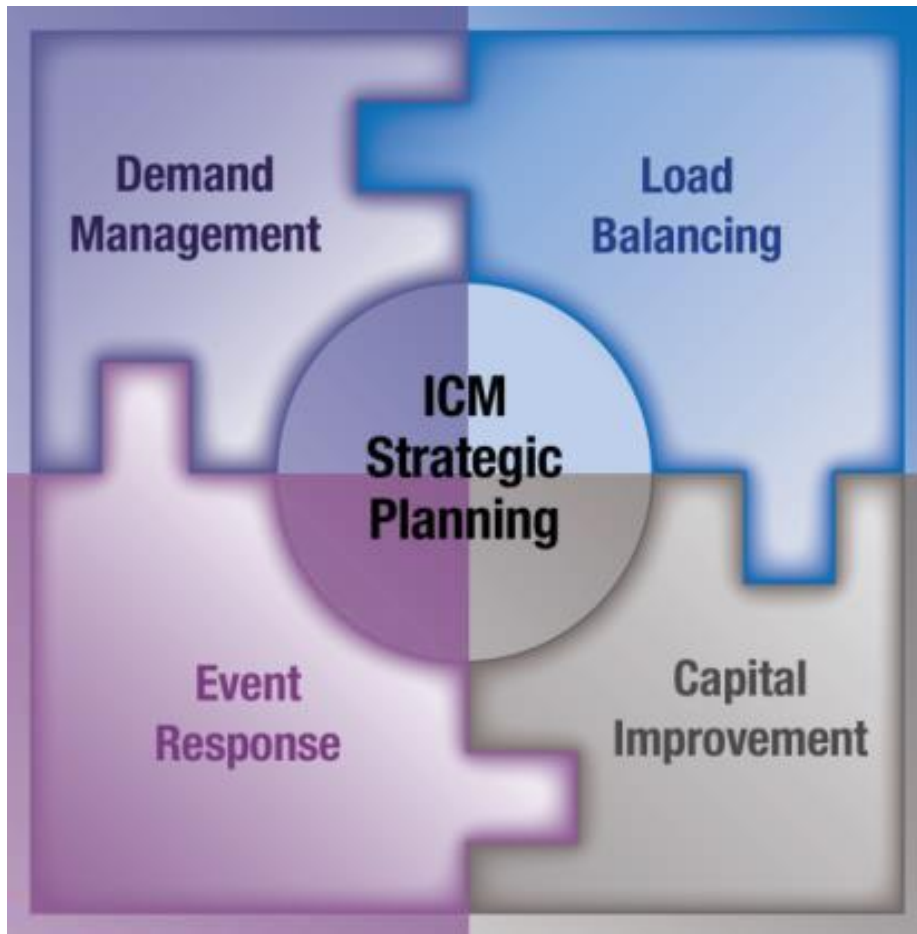 Demand
Management
Load
Balancing
ICM
Strategic
Planning
Event
Response
Capital
Improvement